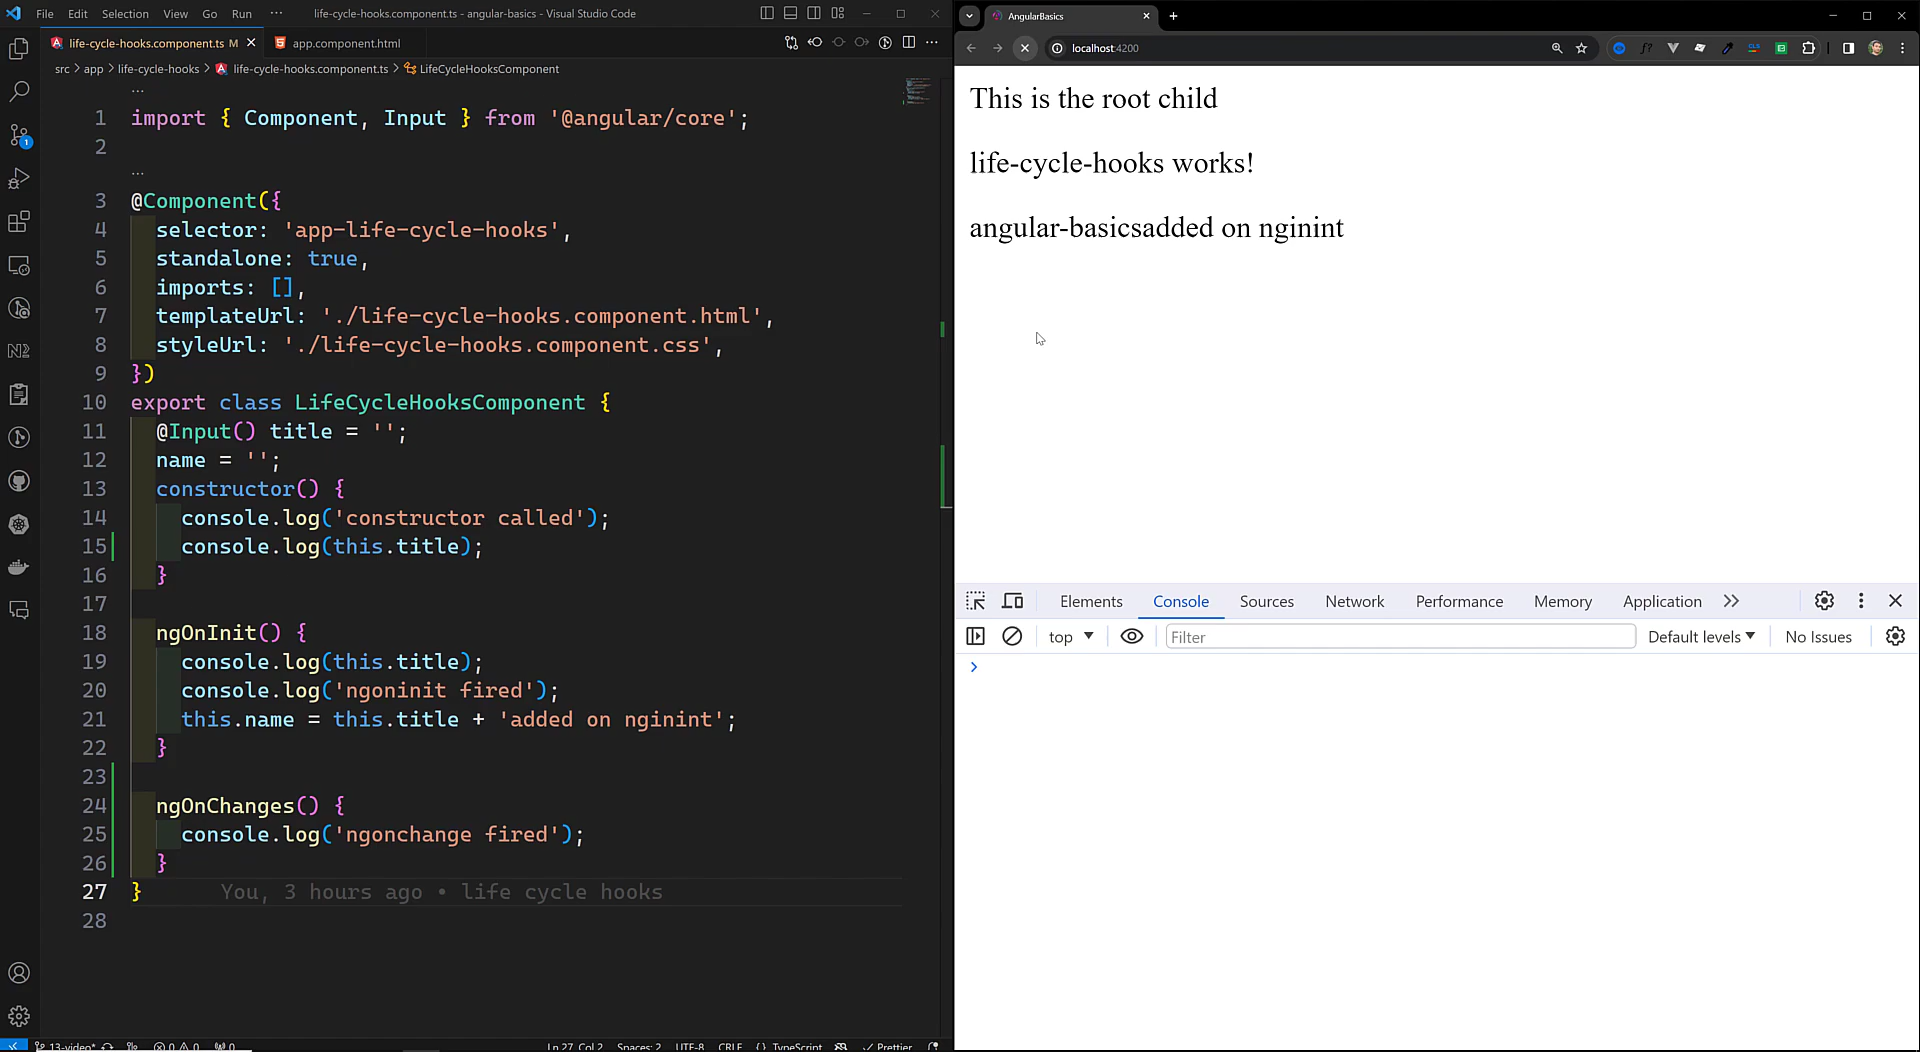 File Edit Selection View Go Run ··· life-cycle-hooks.component.ts - angular-basics - Visual Studio Code
life-cycle-hooks.component.ts M app.component.html
src > app > life-cycle-hooks > life-cycle-hooks.component.ts > LifeCycleHooksComponent
...
1 import { Component, Input } from '@angular/core';
2
...
3 @Component({
4 selector: 'app-life-cycle-hooks',
5 standalone: true,
6 imports: [],
7 templateUrl: './life-cycle-hooks.component.html',
8 styleUrl: './life-cycle-hooks.component.css',
9 })
10 export class LifeCycleHooksComponent {
11 @Input() title = '';
12 name = '';
13 constructor() {
14 console.log('constructor called');
15 console.log(this.title);
16 }
17
18 ngOnInit() {
19 console.log(this.title);
20 console.log('ngoninit fired');
21 this.name = this.title + 'added on nginint';
22 }
23
24 ngOnChanges() {
25 console.log('ngonchange fired');
26 }
27 } You, 3 hours ago • life cycle hooks
28
1
13-video* 0 0 0 Ln 27, Col 2 Spaces: 2 UTF-8 CRLF {} TypeScript Prettier
AngularBasics
localhost:4200
This is the root child
life-cycle-hooks works!
angular-basicsadded on nginint
Elements Console Sources Network Performance Memory Application
top Filter Default levels No Issues
>